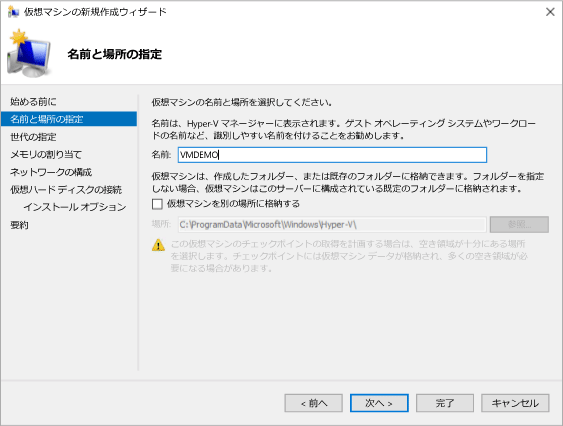 仮想マシンの新規作成ウィザード
名前と場所の指定
始める前に
名前と場所の指定
世代の指定
メモリの割り当て
ネットワークの構成
仮想ハード ディスクの接続
インストール オプション
要約
仮想マシンの名前と場所を選択してください。
名前は、Hyper-V マネージャーに表示されます。ゲスト オペレーティング システムやワークロー
ドの名前など、識別しやすい名前を付けることをお勧めします。
名前: VMDEMO
仮想マシンは、作成したフォルダー、または既存のフォルダーに格納できます。フォルダーを指定
しない場合、仮想マシンはこのサーバーに構成されている既定のフォルダーに格納されます。
仮想マシンを別の場所に格納する
場所: C:\ProgramData\Microsoft\Windows\Hyper-V\ 参照...
この仮想マシンのチェックポイントの取得を計画する場合は、空き領域が十分にある場所
を選択します。チェックポイントには仮想マシン データが格納され、多くの空き領域が必
要になる場合があります。
< 前へ 次へ > 完了 キャンセル